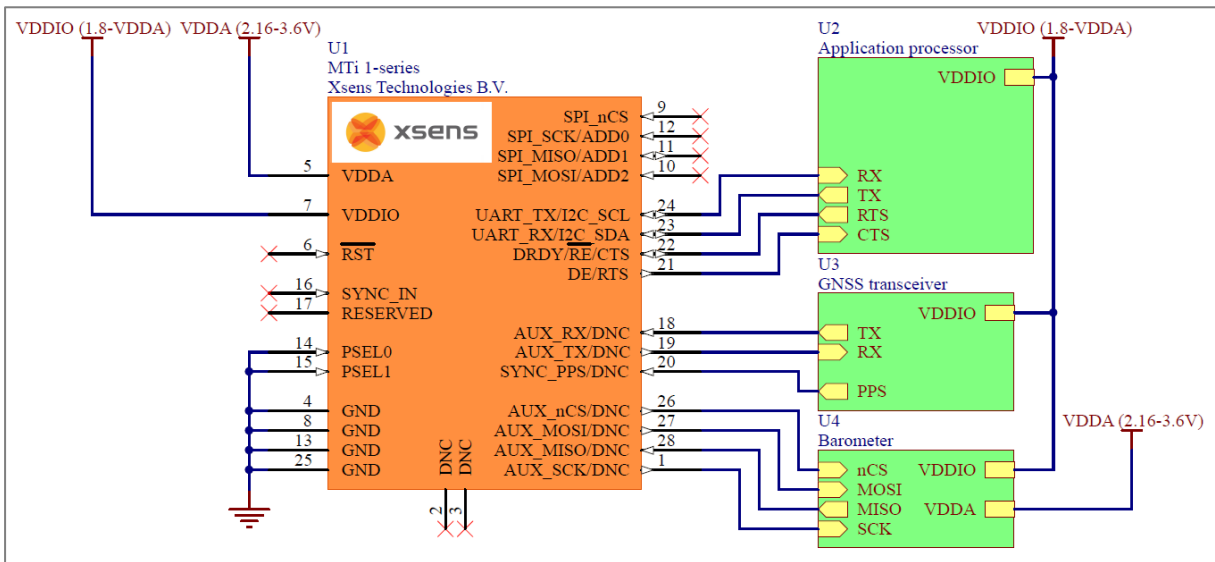 VDDIO (1.8-VDDA)
VDDA (2.16-3.6V)
U1
MTi 1-series
Xsens Technologies B.V.
xsens
5
VDDA
7
VDDIO
6
RST
16
SYNC_IN
17
RESERVED
14
PSEL0
15
PSEL1
4
GND
8
GND
13
GND
25
GND
DNC
DNC
2
3
SPI_nCS
9
SPI_SCK/ADD0
12
SPI_MISO/ADD1
11
SPI_MOSI/ADD2
10
UART_TX/I2C_SCL
24
UART_RX/I2C_SDA
23
DRDY/RE/CTS
22
DE/RTS
21
AUX_RX/DNC
18
AUX_TX/DNC
19
SYNC_PPS/DNC
20
AUX_nCS/DNC
26
AUX_MOSI/DNC
27
AUX_MISO/DNC
28
AUX_SCK/DNC
1
U2
Application processor
VDDIO
RX
TX
RTS
CTS
VDDIO (1.8-VDDA)
U3
GNSS transceiver
VDDIO
TX
RX
PPS
U4
Barometer
nCS
VDDIO
MOSI
MISO
VDDA
SCK
VDDA (2.16-3.6V)